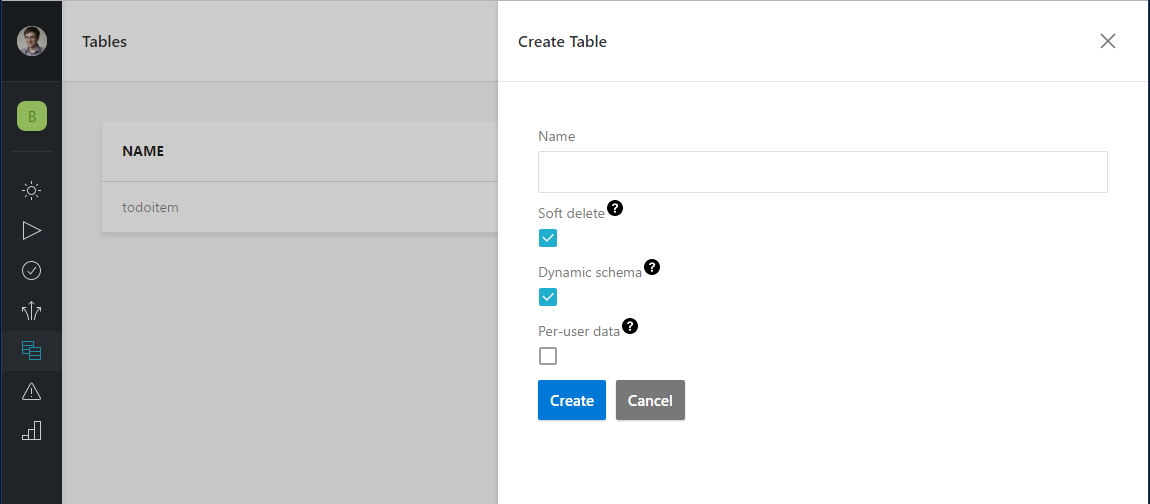 Tables
Create Table
B
NAME
todoitem
Name
Soft delete ?
Dynamic schema ?
Per-user data ?
Create
Cancel